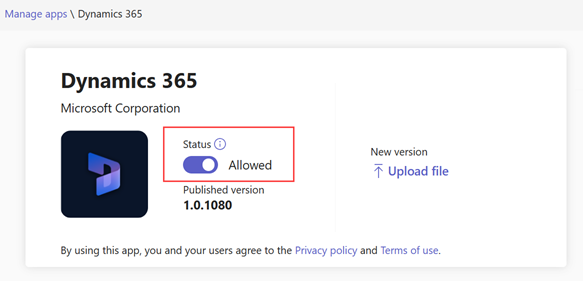 Manage apps \ Dynamics 365
Dynamics 365
Microsoft Corporation
Status
Allowed
Published version
1.0.1080
New version
Upload file
By using this app, you and your users agree to the Privacy policy and Terms of use.